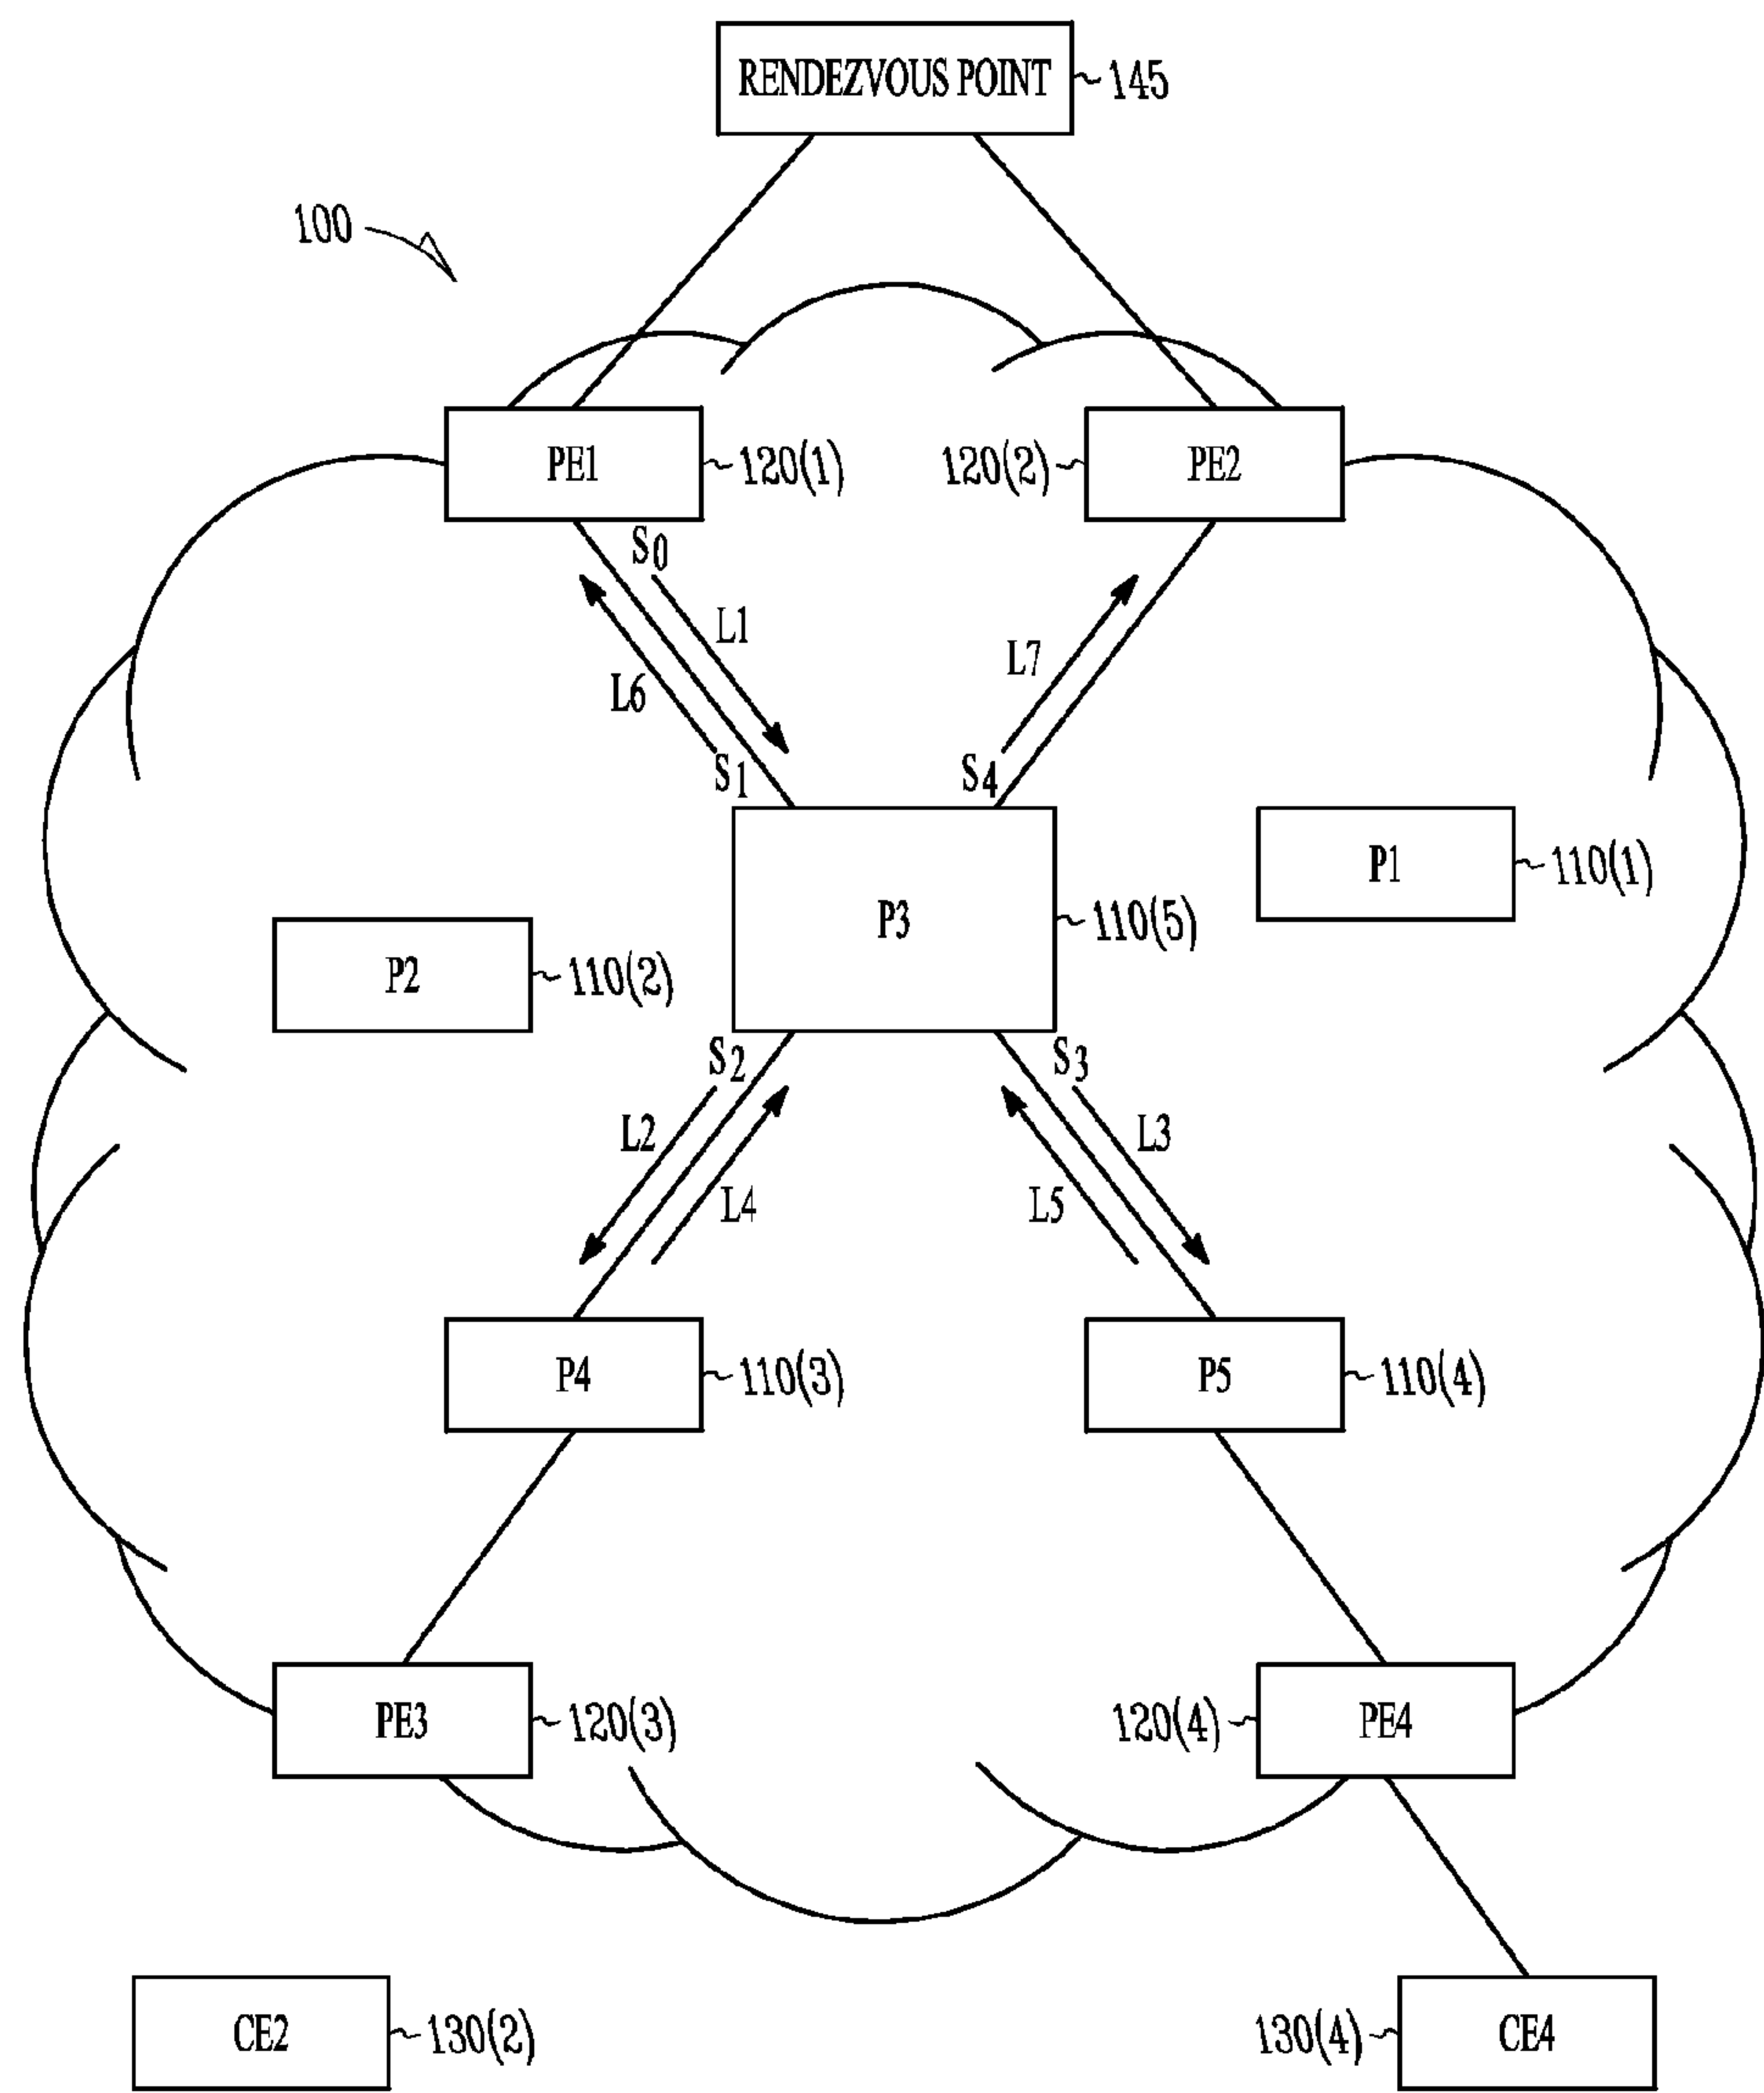 RENDEZVOUS POINT
145
100
PE1
120(1)
120(2)
PE2
S0
L1
L6
S1
L7
S4
P1
110(1)
P3
110(5)
P2
110(2)
S2
S3
L2
L4
L3
L5
P4
110(3)
P5
110(4)
PE3
120(3)
120(4)
PE4
CE2
130(2)
130(4)
CE4